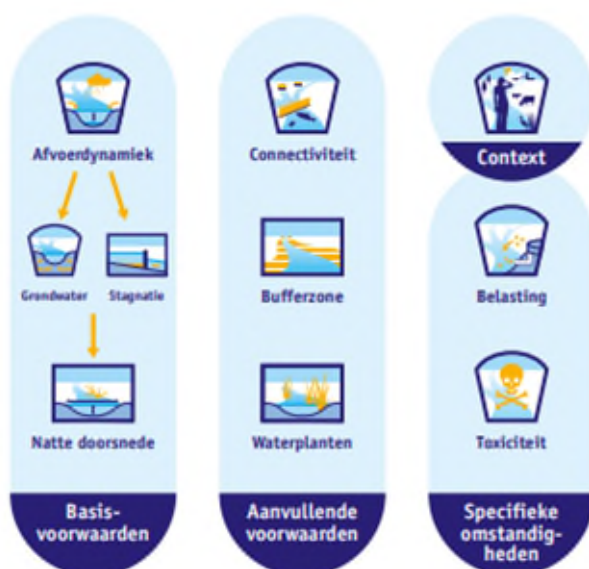 Afvoerdynamiek
Grondwater
Stagnatie
Natte doorsnede
Basis-
voorwaarden
Connectiviteit
Bufferzone
Waterplanten
Aanvullende
voorwaarden
Context
Belasting
Toxiciteit
Specifieke
omstandig-
heden